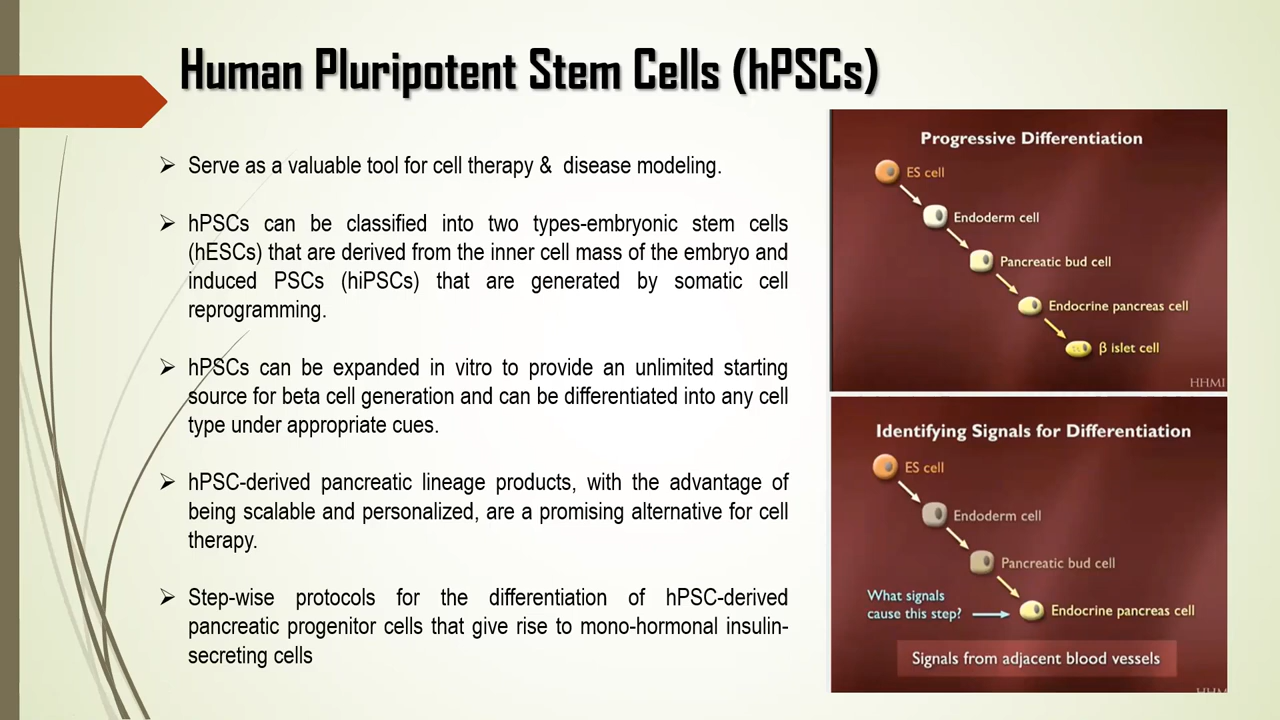 Human Pluripotent Stem Cells (hPSCs)
Serve as a valuable tool for cell therapy & disease modeling.
hPSCs can be classified into two types-embryonic stem cells
(hESCs) that are derived from the inner cell mass of the embryo and
induced PSCs (hiPSCs) that are generated by somatic cell
reprogramming.
hPSCs can be expanded in vitro to provide an unlimited starting
source for beta cell generation and can be differentiated into any cell
type under appropriate cues.
hPSC-derived pancreatic lineage products, with the advantage of
being scalable and personalized, are a promising alternative for cell
therapy.
Step-wise protocols for the differentiation of hPSC-derived
pancreatic progenitor cells that give rise to mono-hormonal insulin-
secreting cells
Progressive Differentiation
ES cell
Endoderm cell
Pancreatic bud cell
Endocrine pancreas cell
β islet cell
HHMI
Identifying Signals for Differentiation
ES cell
Endoderm cell
Pancreatic bud cell
What signals
cause this step?
Endocrine pancreas cell
Signals from adjacent blood vessels
HHMI